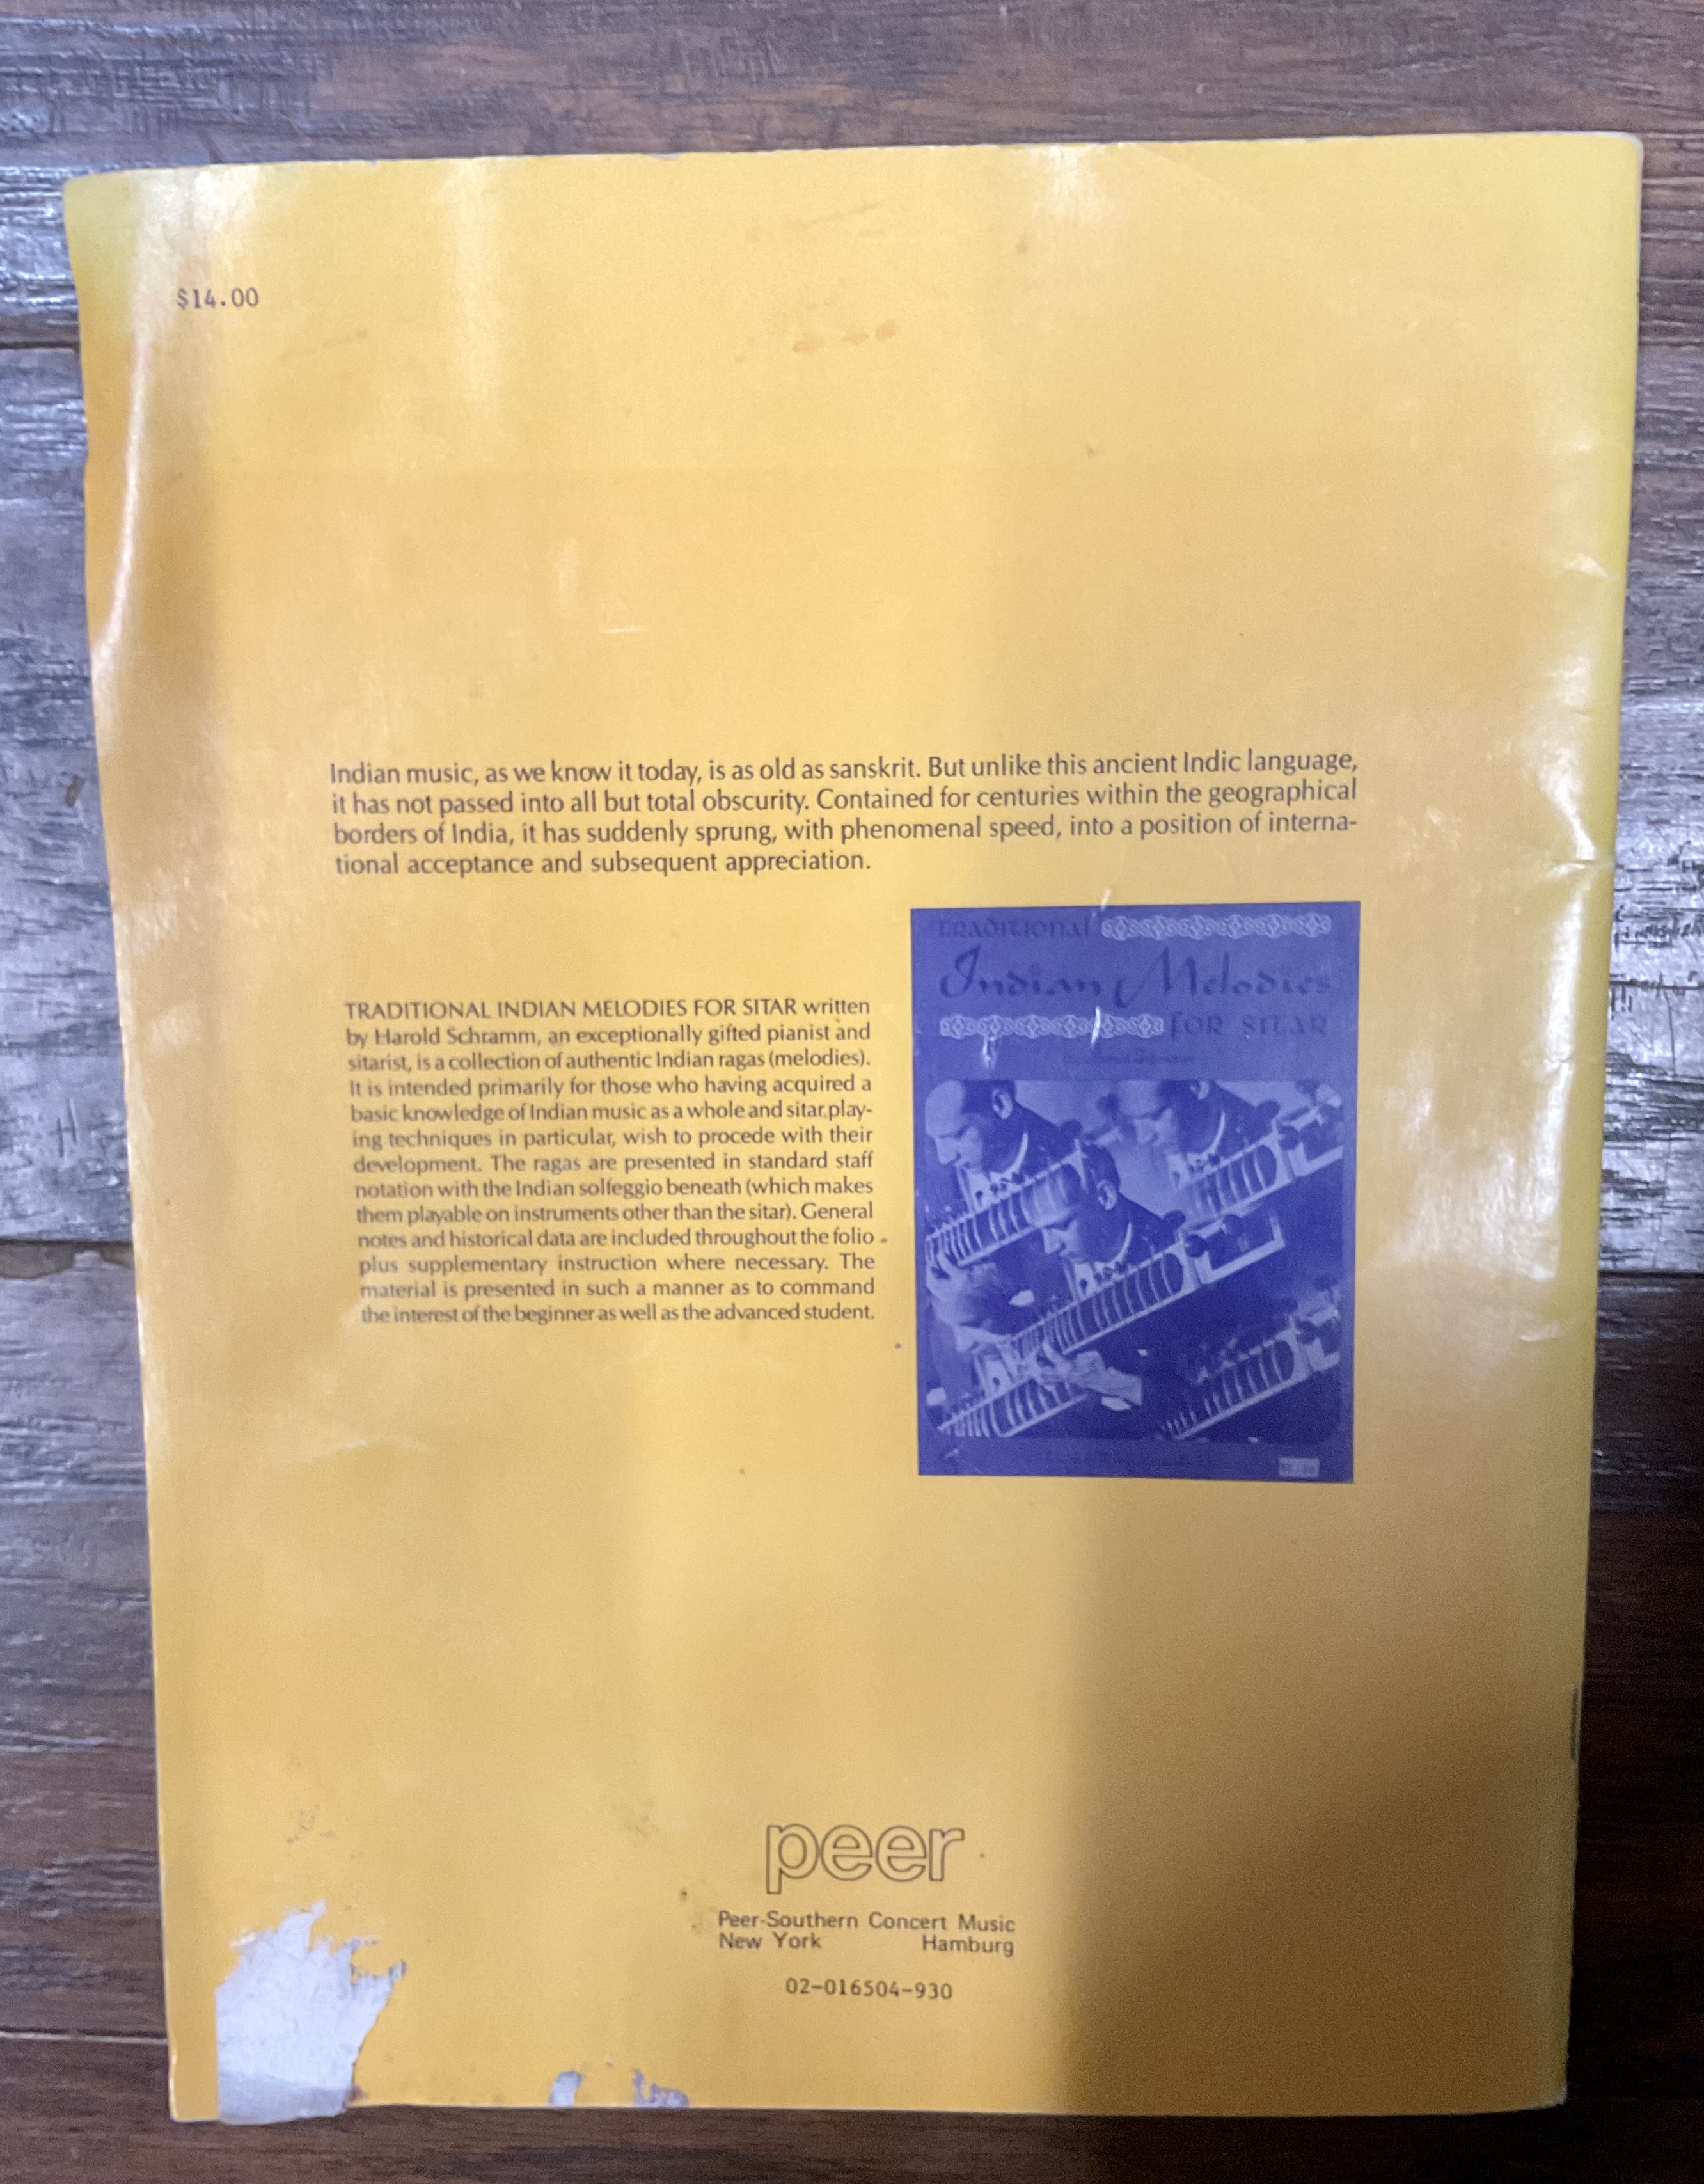 $14.00
Indian music, as we know it today, is as old as sanskrit. But unlike this ancient Indic language,
it has not passed into all but total obscurity. Contained for centuries within the geographical
borders of India, it has suddenly sprung, with phenomenal speed, into a position of interna-
tional acceptance and subsequent appreciation.
TRADITIONAL INDIAN MELODIES FOR SITAR written
by Harold Schramm, an exceptionally gifted pianist and
sitarist, is a collection of authentic Indian ragas (melodies).
It is intended primarily for those who having acquired a
basic knowledge of Indian music as a whole and sitar play-
ing techniques in particular, wish to procede with their
development. The ragas are presented in standard staff
notation with the Indian solfeggio beneath (which makes
them playable on instruments other than the sitar). General
notes and historical data are included throughout the folio
plus supplementary instruction where necessary. The
material is presented in such a manner as to command
the interest of the beginner as well as the advanced student.
TRADITIONAL
Indian Melodies
FOR SITAR
peer
Peer-Southern Concert Music
New York Hamburg
02-016504-930